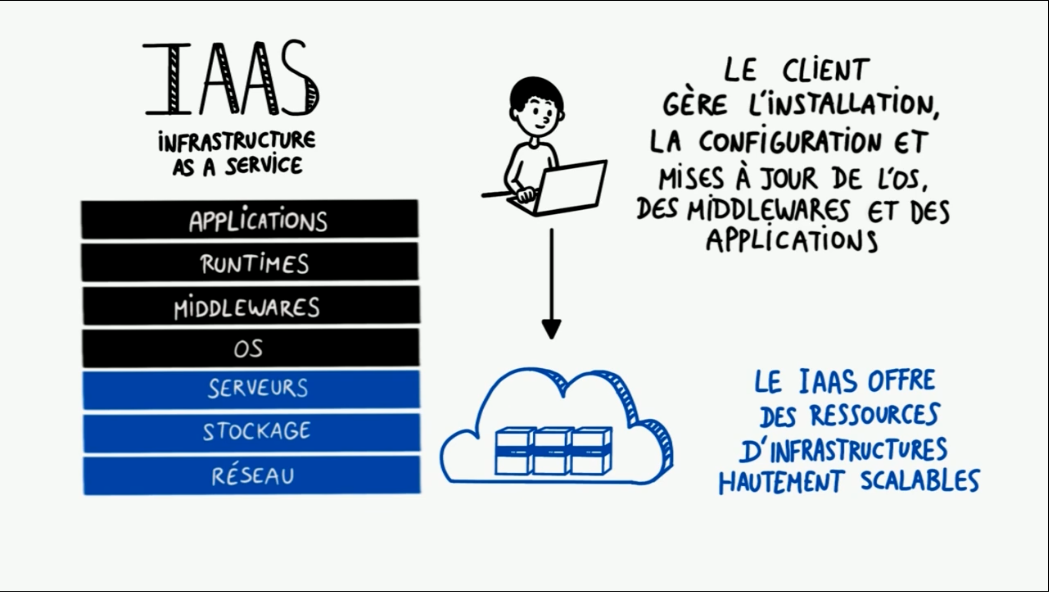 IAAS
INFRASTRUCTURE
AS A SERVICE
APPLICATIONS
RUNTIMES
MIDDLEWARES
OS
SERVEURS
STOCKAGE
RÉSEAU
LE CLIENT
GÈRE L'INSTALLATION,
LA CONFIGURATION ET
MISES À JOUR DE L'OS,
DES MIDDLEWARES ET DES
APPLICATIONS
LE IAAS OFFRE
DES RESSOURCES
D'INFRASTRUCTURES
HAUTEMENT SCALABLES